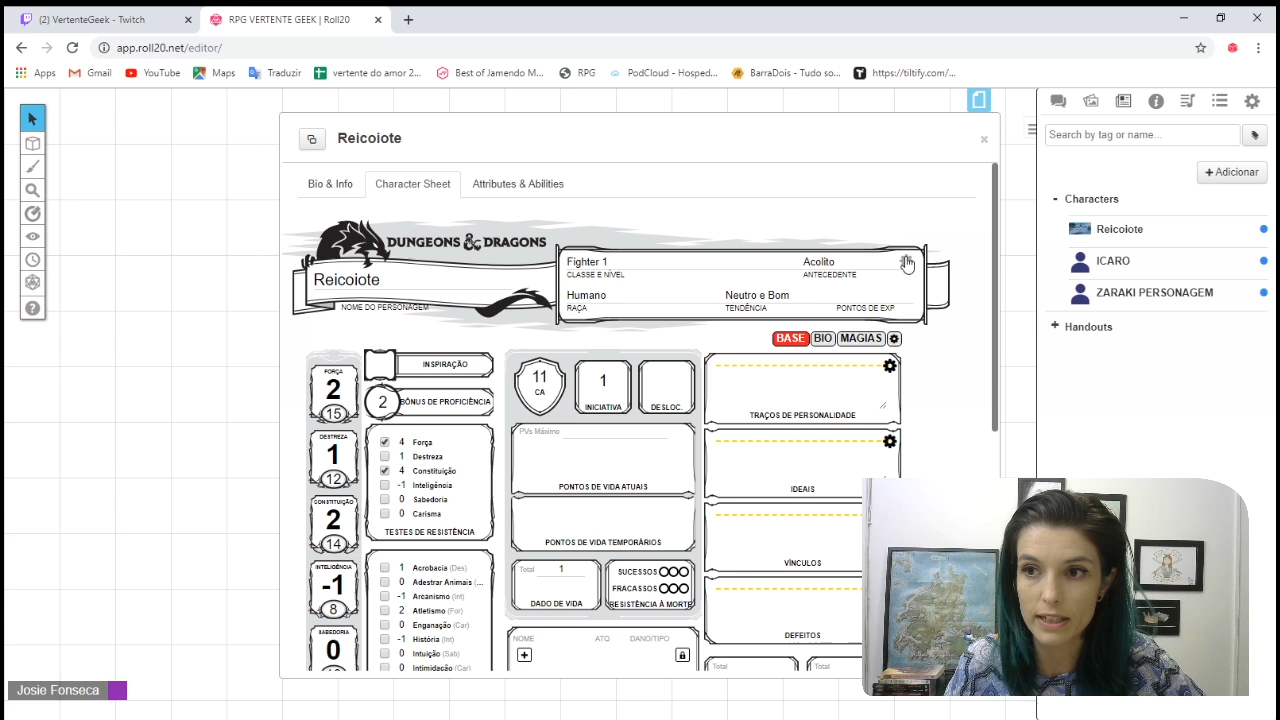 (2) VertenteGeek - Twitch
RPG VERTENTE GEEK | Roll20
app.roll20.net/editor/
Apps
Gmail
YouTube
Maps
Traduzir
vertente do amor 2...
Best of Jamendo M...
RPG
PodCloud - Hosped...
BarraDois - Tudo so...
https://tiltify.com/...
Reicoiote
Bio & Info
Character Sheet
Attributes & Abilities
DUNGEONS & DRAGONS
Reicoiote
NOME DO PERSONAGEM
Fighter 1
Acolito
CLASSE E NÍVEL
ANTECEDENTE
Humano
Neutro e Bom
RAÇA
TENDÊNCIA
PONTOS DE EXP
BASE
BIO
MAGIAS
FORÇA
2
15
DESTREZA
1
12
CONSTITUIÇÃO
2
14
INTELIGÊNCIA
-1
8
SABEDORIA
0
INSPIRAÇÃO
2
BÔNUS DE PROFICIÊNCIA
4 Força
1 Destreza
4 Constituição
-1 Inteligência
0 Sabedoria
0 Carisma
TESTES DE RESISTÊNCIA
1 Acrobacia (Des)
0 Adestrar Animais (...
-1 Arcanismo (Int)
2 Atletismo (For)
0 Enganação (Car)
-1 História (Int)
0 Intuição (Sab)
0 Intimidação (Car)
11
CA
1
INICIATIVA
DESLOC.
PVs Máximo
PONTOS DE VIDA ATUAIS
PONTOS DE VIDA TEMPORÁRIOS
Total
1
DADO DE VIDA
SUCESSOS
FRACASSOS
RESISTÊNCIA À MORTE
NOME
ATQ
DANO/TIPO
TRAÇOS DE PERSONALIDADE
IDEAIS
VÍNCULOS
DEFEITOS
Total
Total
Search by tag or name...
+ Adicionar
- Characters
Reicoiote
ICARO
ZARAKI PERSONAGEM
+ Handouts
Josie Fonseca